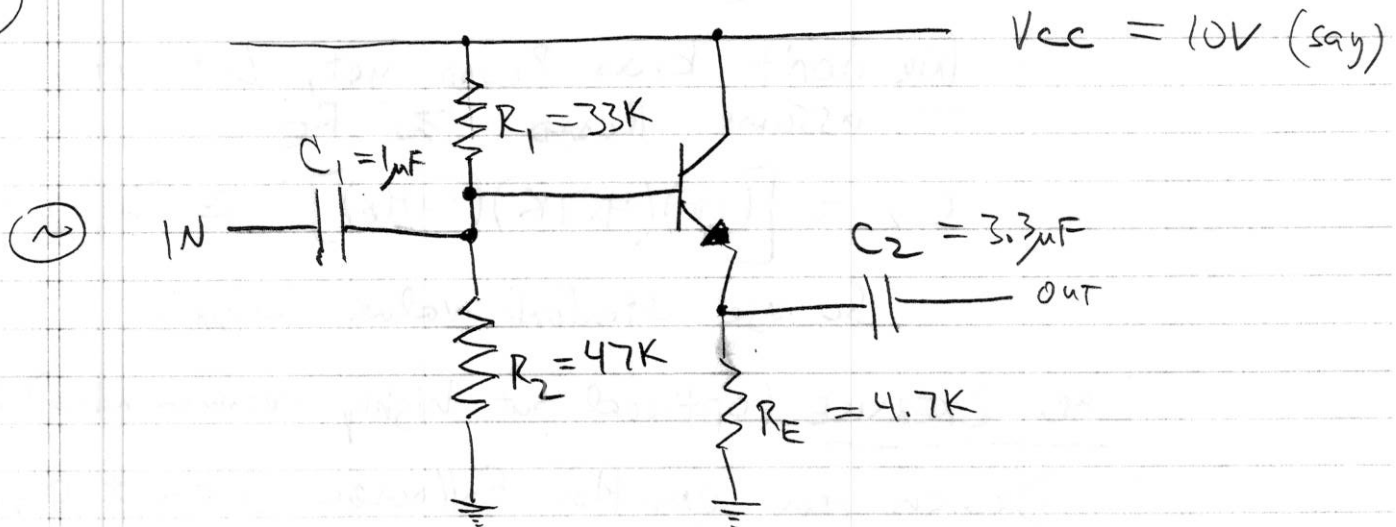 Vcc = 10V (say)
R1 = 33K
C1 = 1μF
IN
C2 = 3.3μF
OUT
R2 = 47K
RE = 4.7K